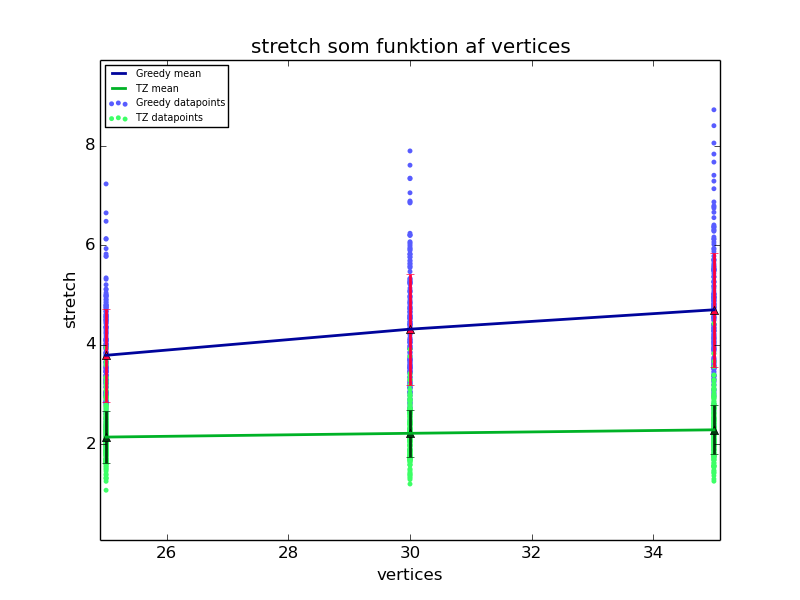 stretch som funktion af vertices
Greedy mean
TZ mean
Greedy datapoints
TZ datapoints
8
6
4
2
stretch
26
28
30
32
34
vertices